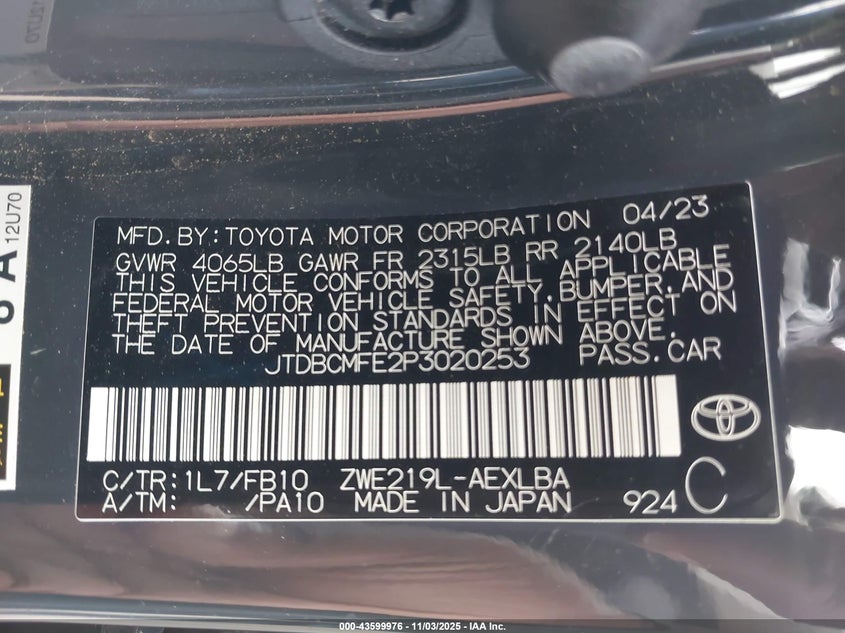 MFD.BY:TOYOTA MOTOR CORPORATION 04/23
GVWR 4065LB GAWR FR 2315LB RR 2140LB
THIS VEHICLE CONFORMS TO ALL APPLICABLE
FEDERAL MOTOR VEHICLE SAFETY,BUMPER,AND
THEFT PREVENTION STANDARDS IN EFFECT ON
THE DATE OF MANUFACTURE SHOWN ABOVE.
JTDBCMFE2P3020253 PASS.CAR
C/TR:1L7/FB10 ZWE219L-AEXLBA
A/TM: /PA10 MADE IN JAPAN 924 C
12U70
000-43599976 - 11/03/2025 - IAA Inc.